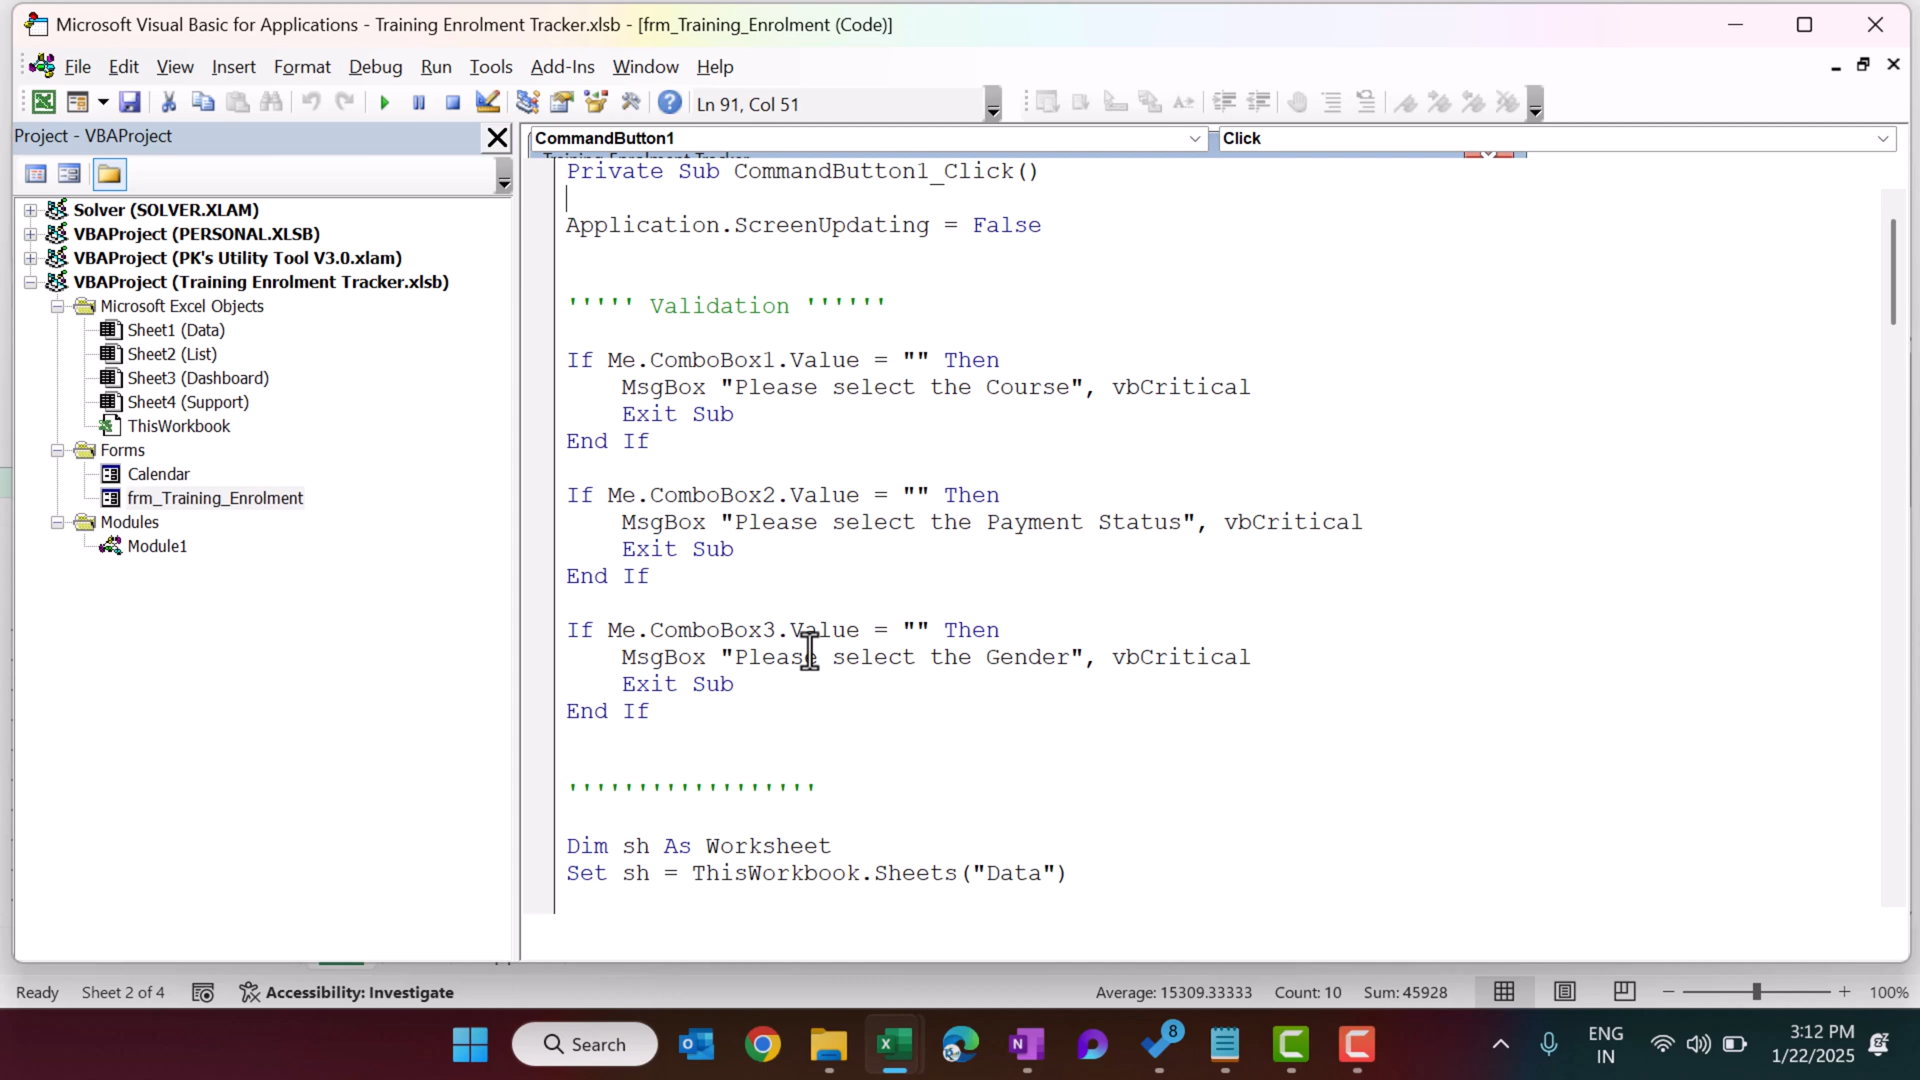 Microsoft Visual Basic for Applications - Training Enrolment Tracker.xlsb - [frm_Training_Enrolment (Code)]
File Edit View Insert Format Debug Run Tools Add-Ins Window Help
Ln 91, Col 51
Project - VBAProject
CommandButton1
Click
Solver (SOLVER.XLAM)
VBAProject (PERSONAL.XLSB)
VBAProject (PK's Utility Tool V3.0.xlam)
VBAProject (Training Enrolment Tracker.xlsb)
Microsoft Excel Objects
Sheet1 (Data)
Sheet2 (List)
Sheet3 (Dashboard)
Sheet4 (Support)
ThisWorkbook
Forms
Calendar
frm_Training_Enrolment
Modules
Module1
Private Sub CommandButton1_Click()
Application.ScreenUpdating = False
''''' Validation ''''''
If Me.ComboBox1.Value = "" Then
MsgBox "Please select the Course", vbCritical
Exit Sub
End If
If Me.ComboBox2.Value = "" Then
MsgBox "Please select the Payment Status", vbCritical
Exit Sub
End If
If Me.ComboBox3.Value = "" Then
MsgBox "Please select the Gender", vbCritical
Exit Sub
End If
''''''''''''''''''
Dim sh As Worksheet
Set sh = ThisWorkbook.Sheets("Data")
Ready Sheet 2 of 4 Accessibility: Investigate Average: 15309.33333 Count: 10 Sum: 45928 100%
Search
8
ENG
IN
3:12 PM
1/22/2025